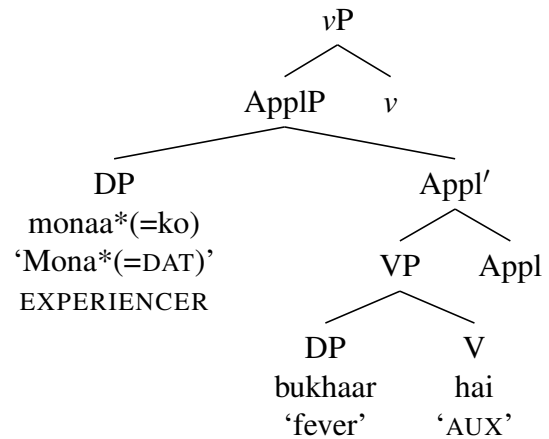 vP
ApplP v
DP Appl′
monaa*(=ko)
‘Mona*(=DAT)’ VP Appl
EXPERIENCER
DP V
bukhaar hai
‘fever’ ‘AUX’